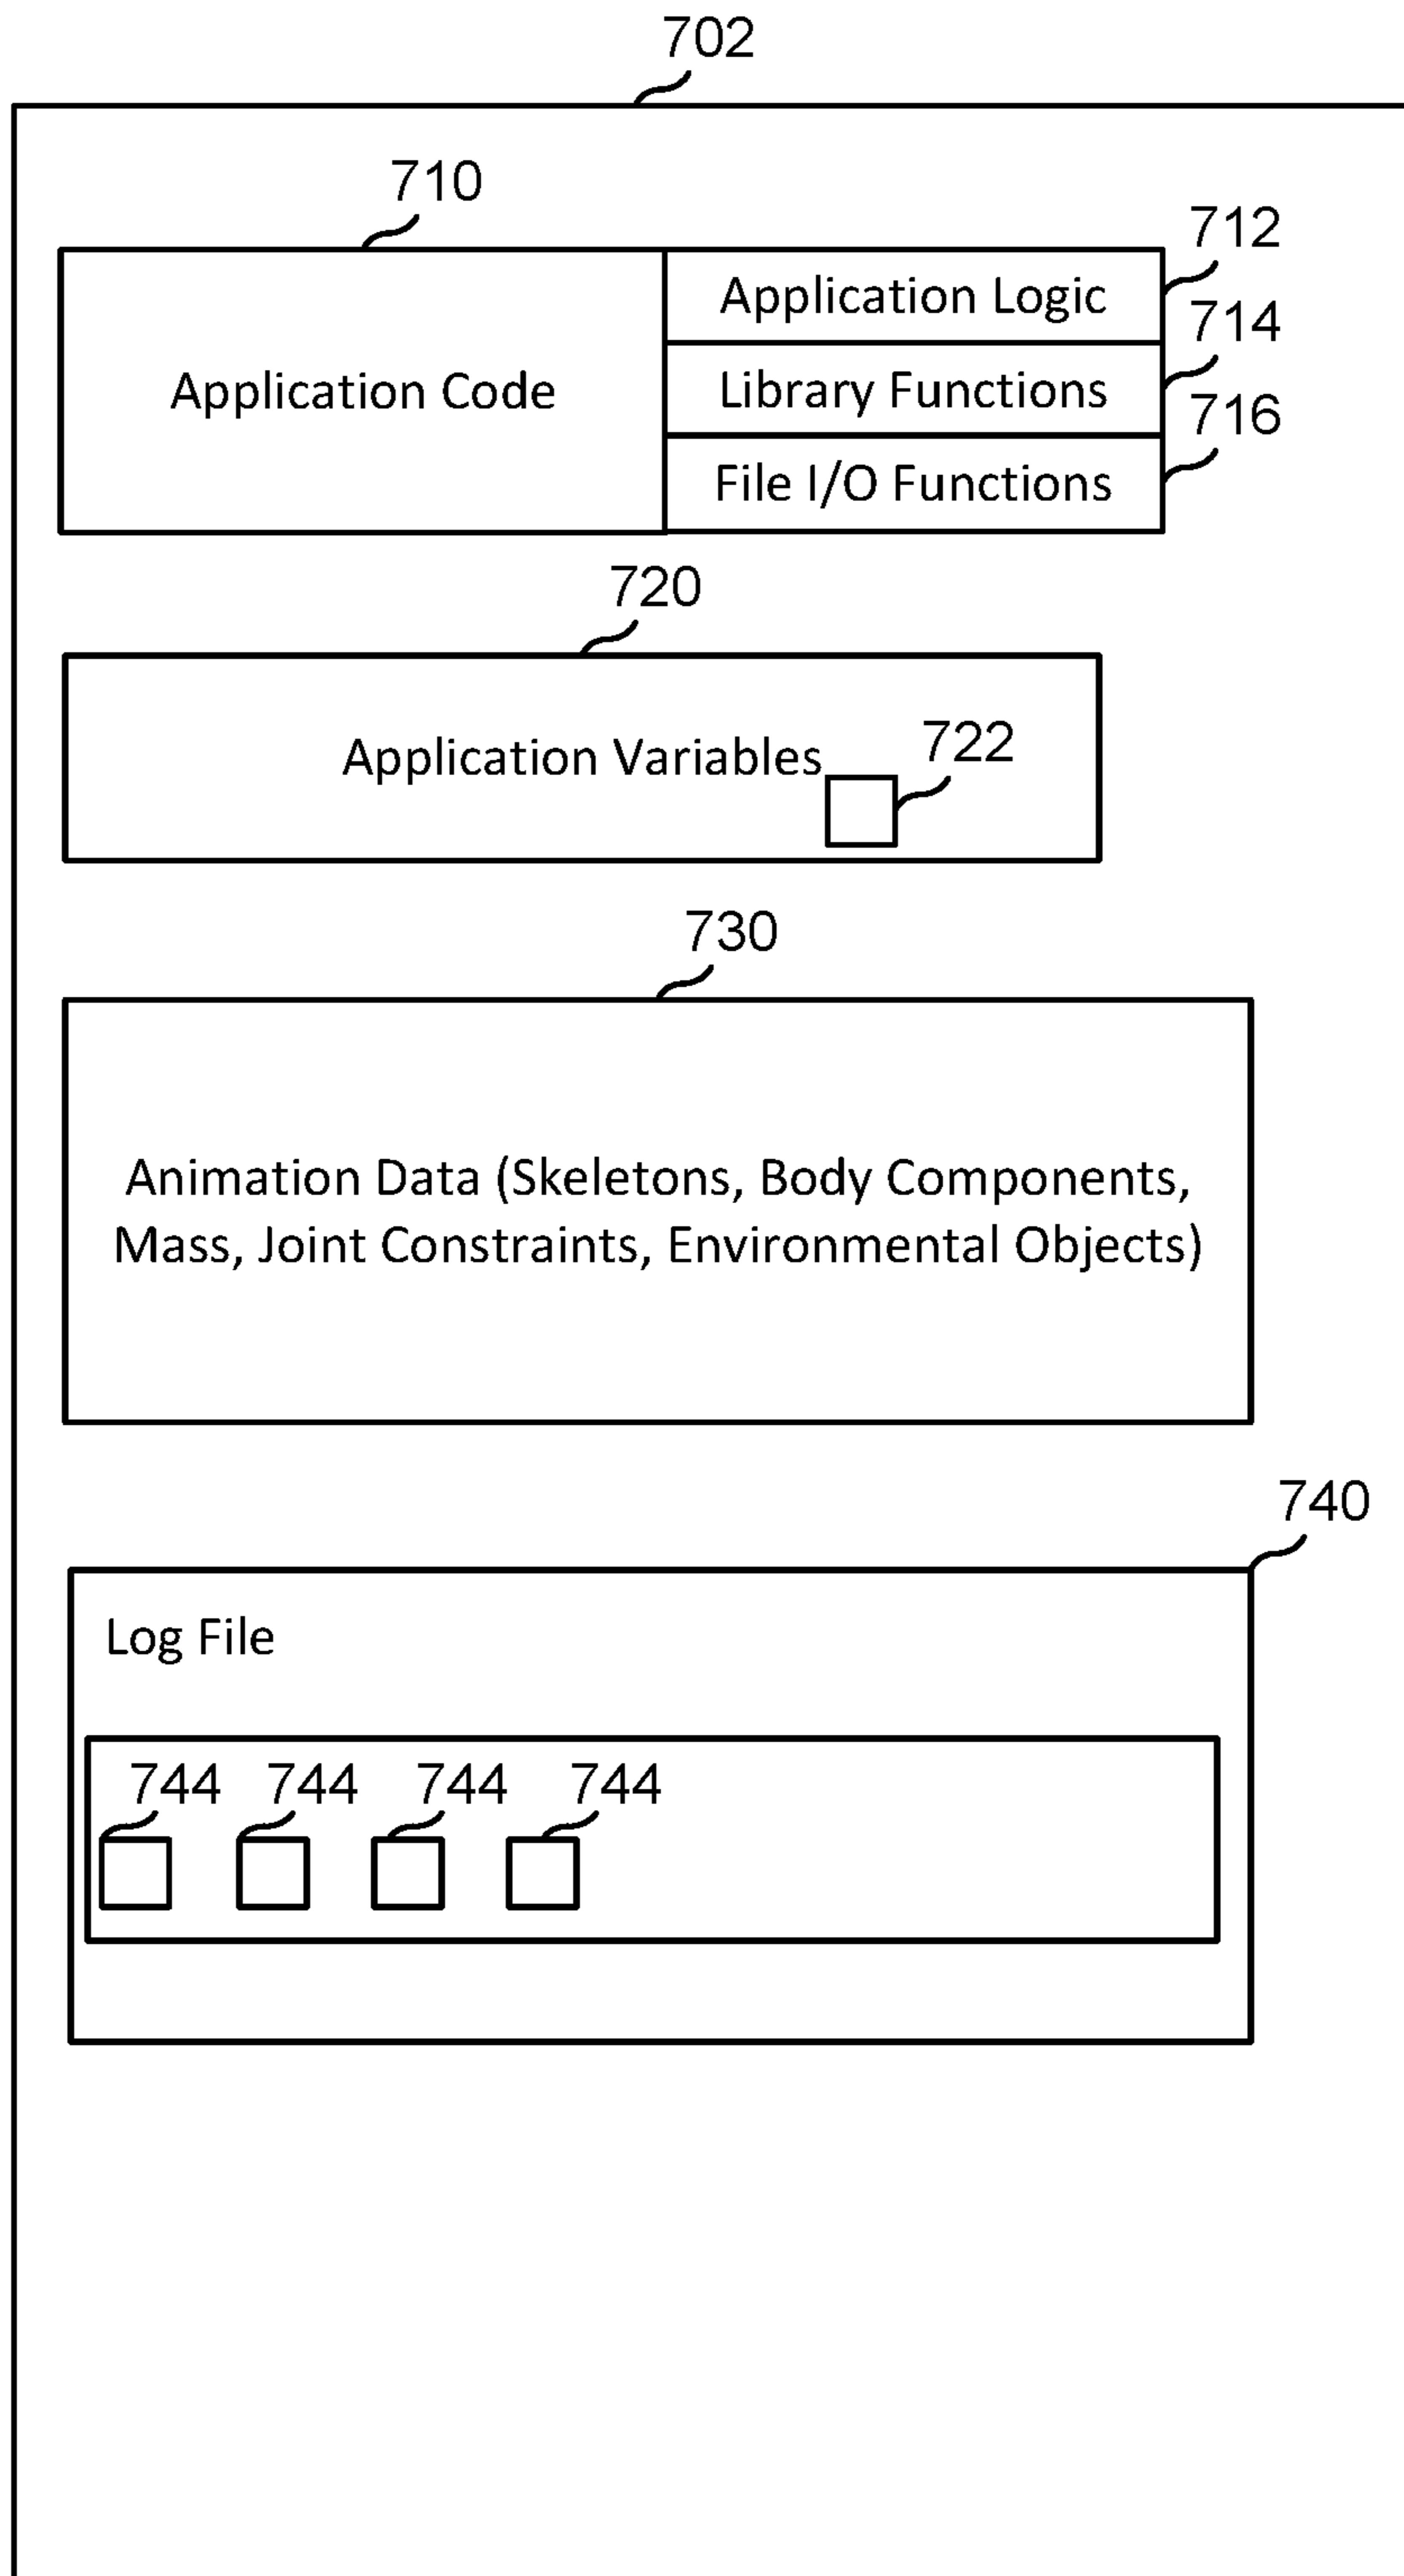 702
710
712
Application Logic
714
Application Code
Library Functions
716
File I/O Functions
720
722
Application Variables
730
Animation Data (Skeletons, Body Components,
Mass, Joint Constraints, Environmental Objects)
740
Log File
744 744 744 744